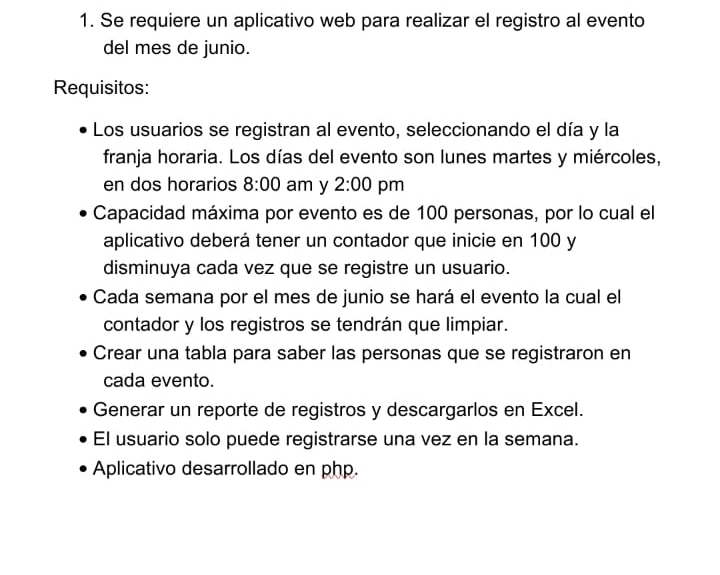 1. Se requiere un aplicativo web para realizar el registro al evento
del mes de junio.
Requisitos:
• Los usuarios se registran al evento, seleccionando el día y la
franja horaria. Los días del evento son lunes martes y miércoles,
en dos horarios 8:00 am y 2:00 pm
• Capacidad máxima por evento es de 100 personas, por lo cual el
aplicativo deberá tener un contador que inicie en 100 y
disminuya cada vez que se registre un usuario.
• Cada semana por el mes de junio se hará el evento la cual el
contador y los registros se tendrán que limpiar.
• Crear una tabla para saber las personas que se registraron en
cada evento.
• Generar un reporte de registros y descargarlos en Excel.
• El usuario solo puede registrarse una vez en la semana.
• Aplicativo desarrollado en php.